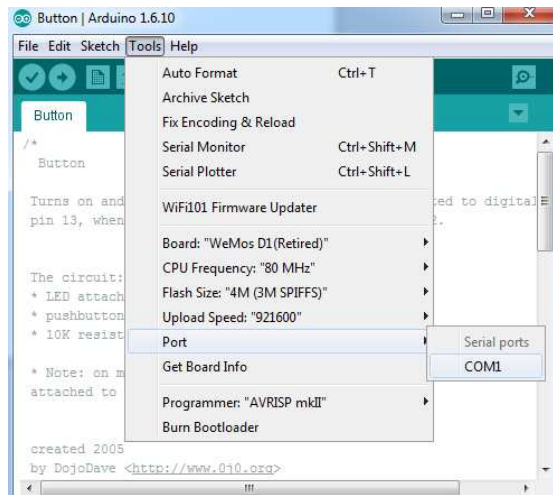 Button | Arduino 1.6.10
File Edit Sketch Tools Help
Button
Auto Format Ctrl+T
Archive Sketch
Fix Encoding & Reload
Serial Monitor Ctrl+Shift+M
Serial Plotter Ctrl+Shift+L
WiFi101 Firmware Updater
Board: "WeMos D1(Retired)"
CPU Frequency: "80 MHz"
Flash Size: "4M (3M SPIFFS)"
Upload Speed: "921600"
Port
Get Board Info
Programmer: "AVRISP mkII"
Burn Bootloader
Serial ports
COM1
/*
Button
Turns on and ted to digital
pin 13, when 2.
The circuit:
* LED attach
* pushbutton
* 10K resist
* Note: on m
attached to
created 2005
by DojoDave <http://www.0j0.org>